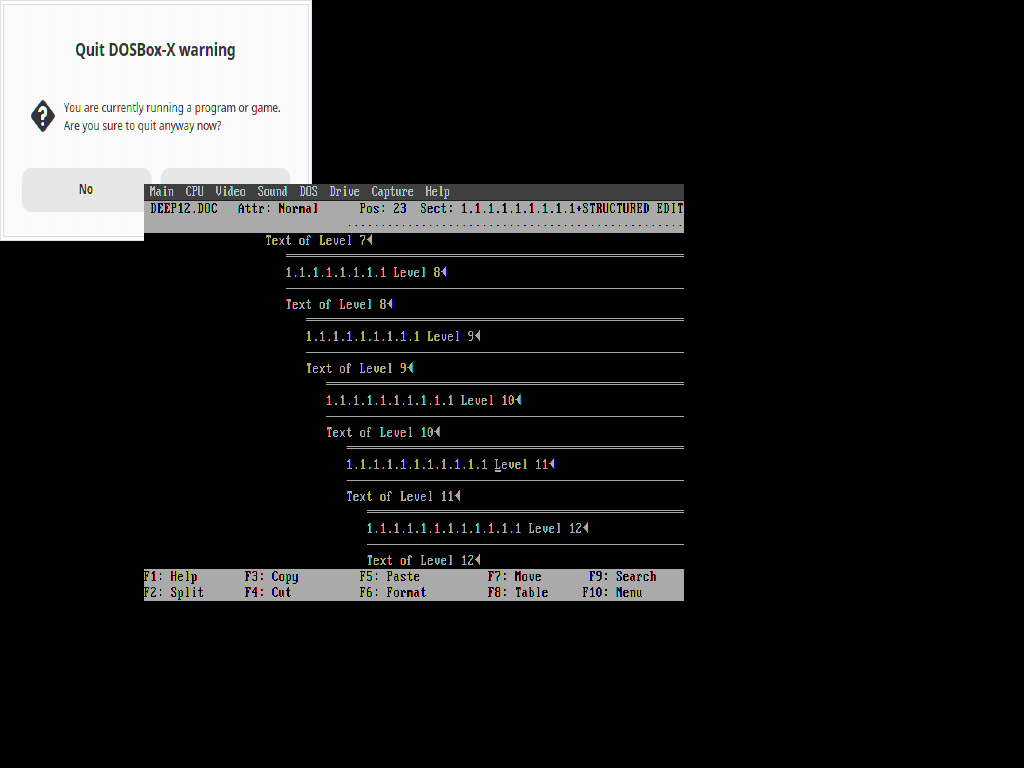 Quit DOSBox-X warning
You are currently running a program or game.
Are you sure to quit anyway now?
No
Main CPU Video Sound DOS Drive Capture Help
DEEP12.DOC Attr: Normal Pos: 23 Sect: 1.1.1.1.1.1.1.1.1+STRUCTURED EDIT
Text of Level 7
1.1.1.1.1.1.1.1 Level 8
Text of Level 8
1.1.1.1.1.1.1.1.1 Level 9
Text of Level 9
1.1.1.1.1.1.1.1.1.1 Level 10
Text of Level 10
1.1.1.1.1.1.1.1.1.1.1 Level 11
Text of Level 11
1.1.1.1.1.1.1.1.1.1.1.1 Level 12
Text of Level 12
F1: Help F3: Copy F5: Paste F7: Move F9: Search
F2: Split F4: Cut F6: Format F8: Table F10: Menu